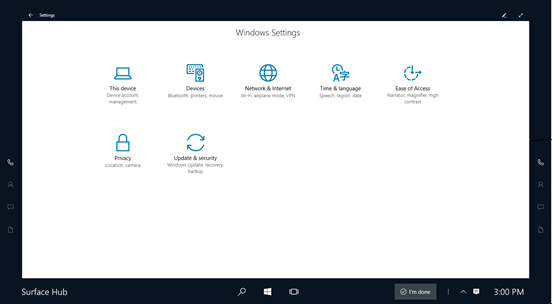 Settings
Windows Settings
This device
Device account,
management
Devices
Bluetooth, printers, mouse
Network & Internet
Wi-Fi, airplane mode, VPN
Time & language
Speech, region, date
Ease of Access
Narrator, magnifier, high
contrast
Privacy
Location, camera
Update & security
Windows Update, recovery,
backup
Surface Hub
I'm done
3:00 PM